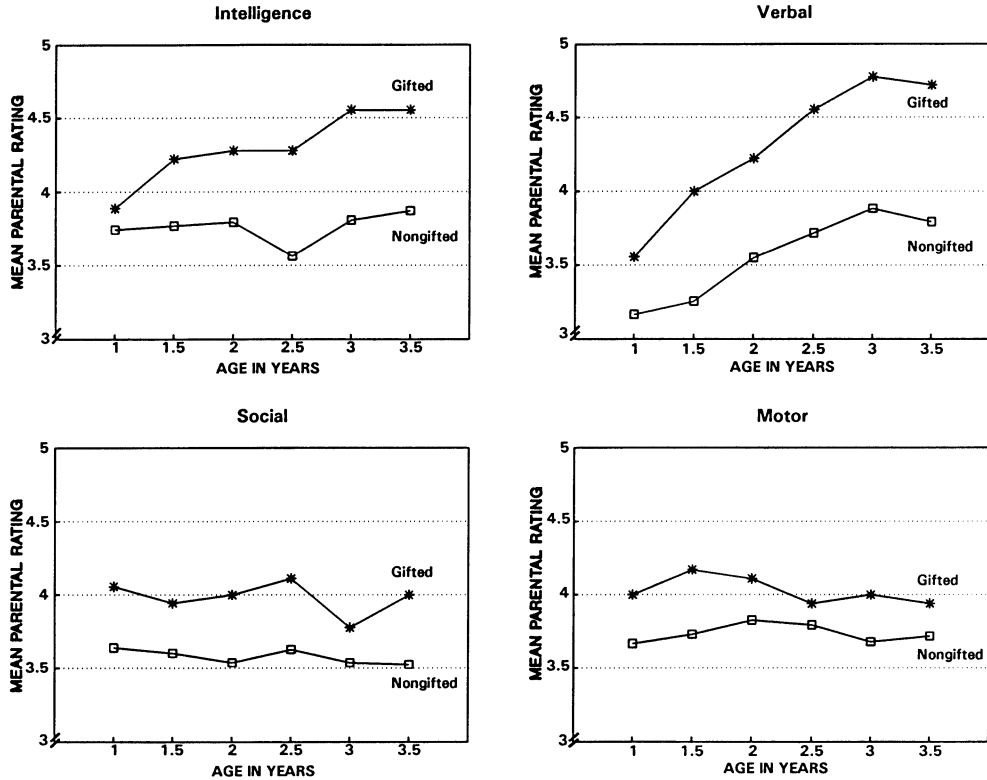 Intelligence
5
4.5
4
3.5
3
MEAN PARENTAL RATING
Gifted
Nongifted
1 1.5 2 2.5 3 3.5
AGE IN YEARS
Verbal
5
4.5
4
3.5
3
MEAN PARENTAL RATING
Gifted
Nongifted
1 1.5 2 2.5 3 3.5
AGE IN YEARS
Social
5
4.5
4
3.5
3
MEAN PARENTAL RATING
Gifted
Nongifted
1 1.5 2 2.5 3 3.5
AGE IN YEARS
Motor
5
4.5
4
3.5
3
MEAN PARENTAL RATING
Gifted
Nongifted
1 1.5 2 2.5 3 3.5
AGE IN YEARS